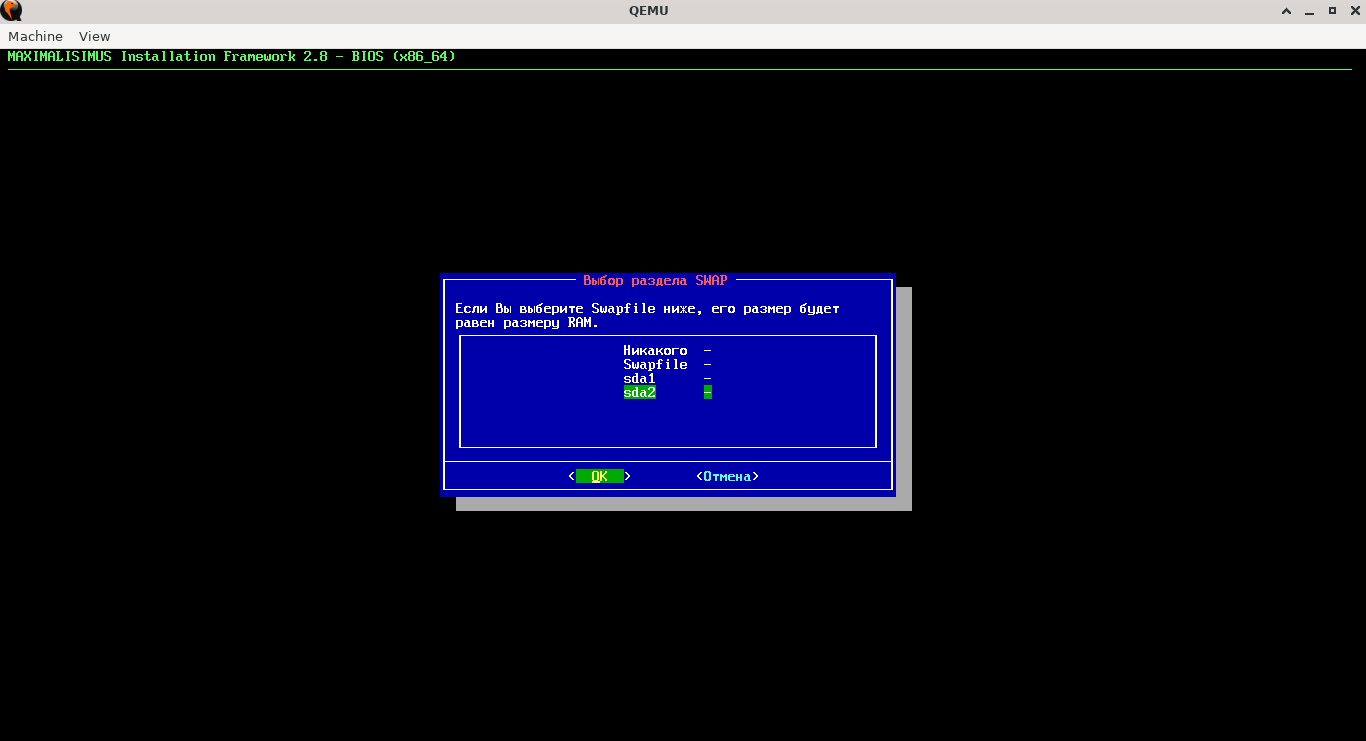 QEMU
Machine View
MAXIMALISIMUS Installation Framework 2.8 - BIOS (x86_64)
Выбор раздела SWAP
Если Вы выберите Swapfile ниже, его размер будет
равен размеру RAM.
Никакого -
Swapfile -
sda1 -
sda2 -
< OK > <Отмена>